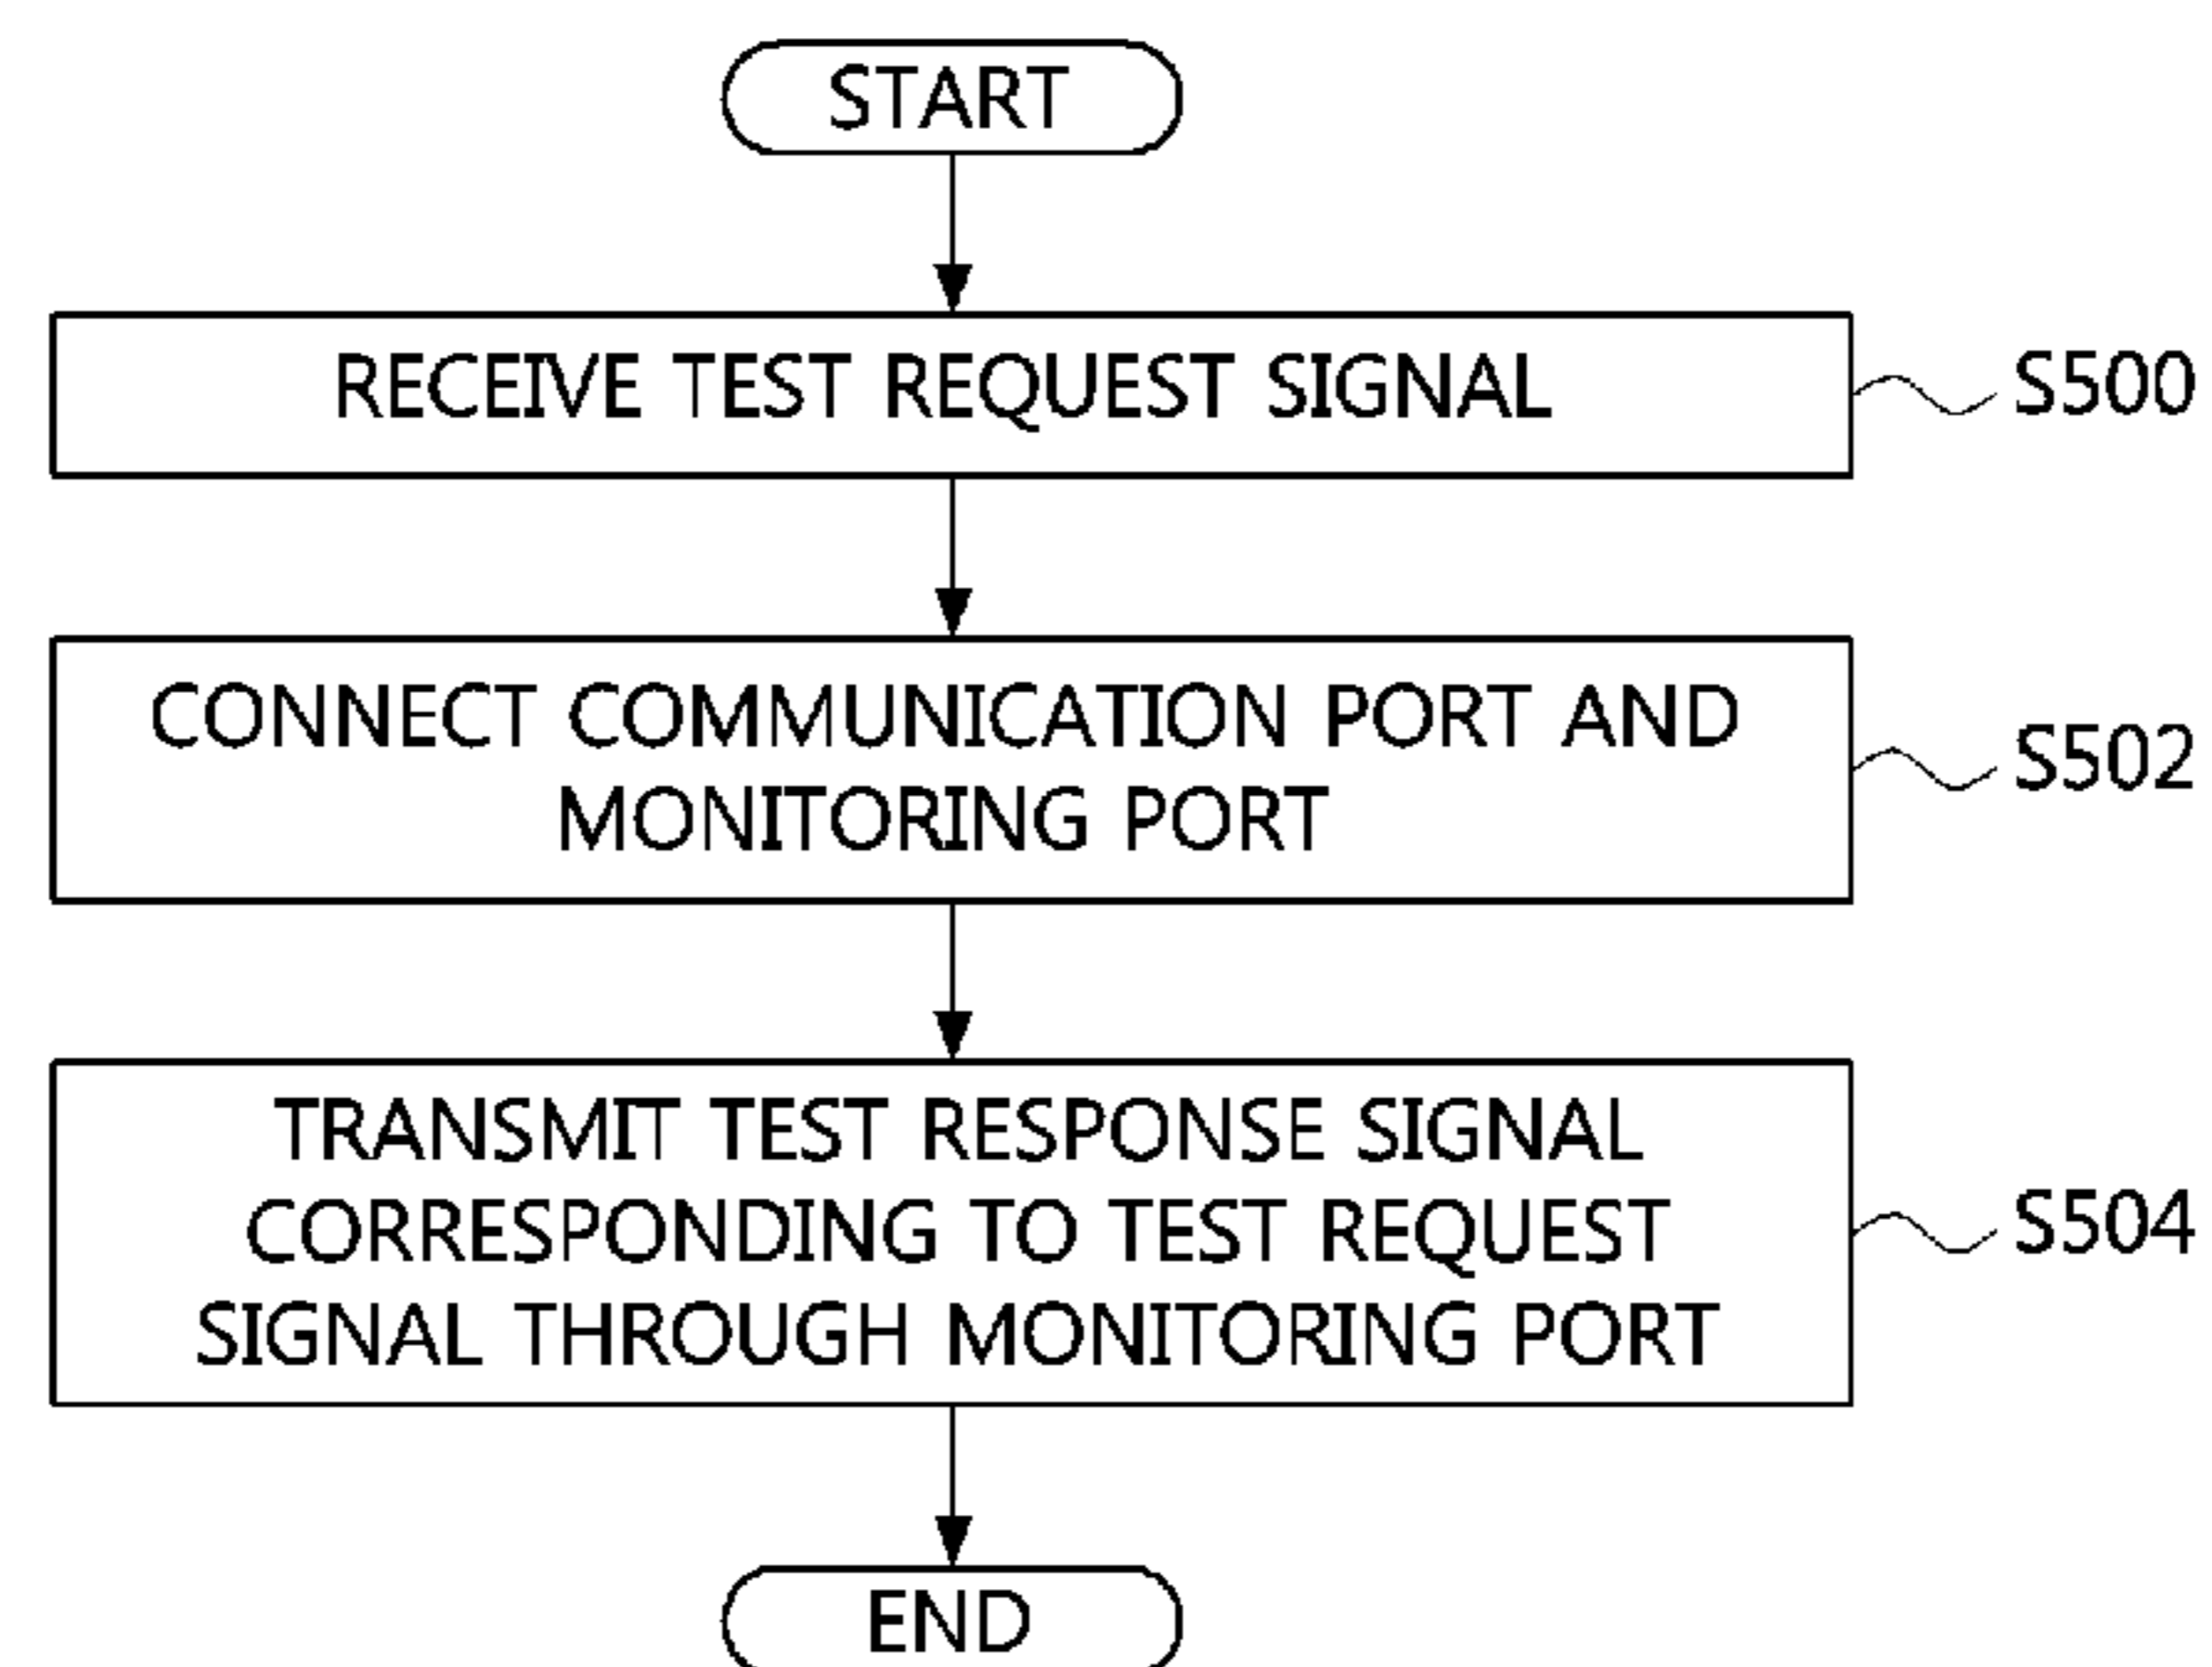 START
RECEIVE TEST REQUEST SIGNAL
S500
CONNECT COMMUNICATION PORT AND
MONITORING PORT
S502
TRANSMIT TEST RESPONSE SIGNAL
CORRESPONDING TO TEST REQUEST
SIGNAL THROUGH MONITORING PORT
S504
END